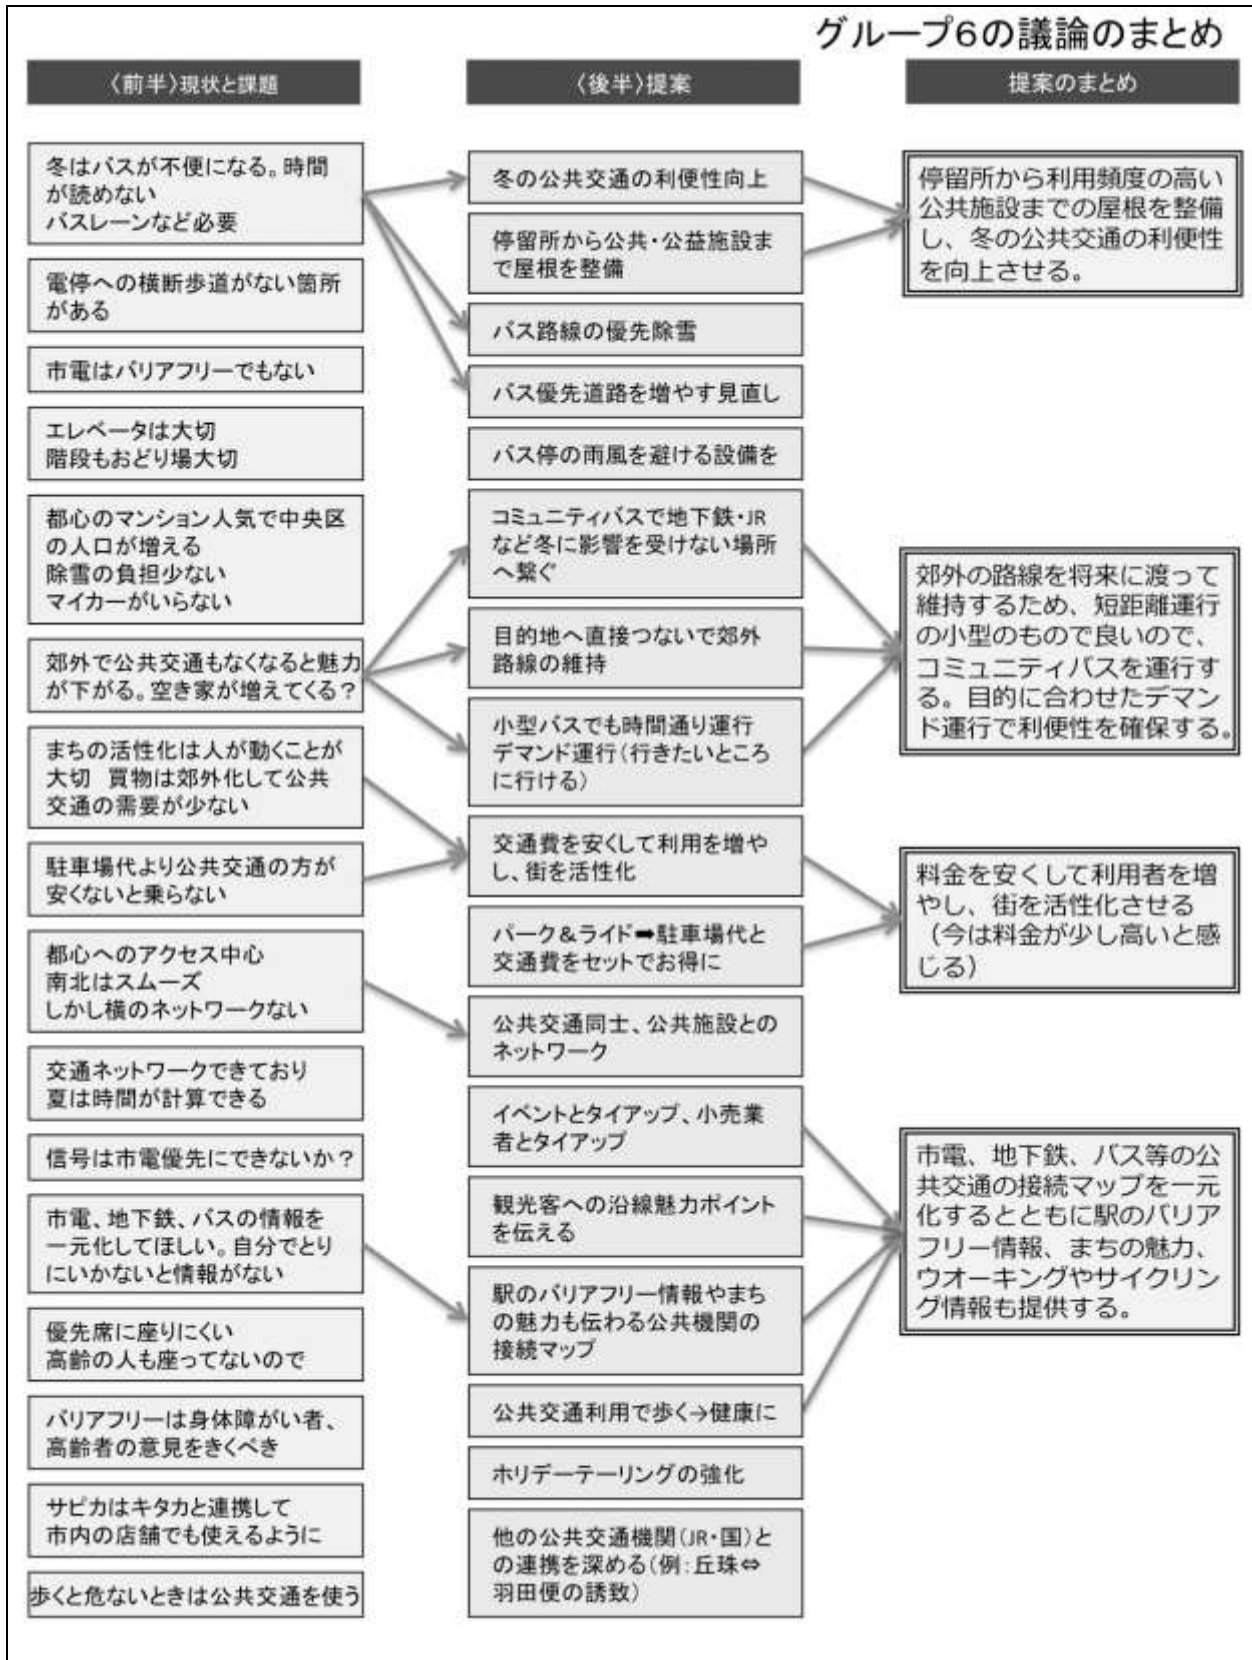 グループ6の議論のまとめ
〈前半〉現状と課題
冬はバスが不便になる。時間
が読めない
バスレーンなど必要
電停への横断歩道がない箇所
がある
市電はバリアフリーでもない
エレベータは大切
階段もおどり場大切
都心のマンション人気で中央区
の人口が増える
除雪の負担少ない
マイカーがいらない
郊外で公共交通もなくなると魅力
が下がる。空き家が増えてくる?
まちの活性化は人が動くことが
大切 買物は郊外化して公共
交通の需要が少ない
駐車場代より公共交通の方が
安くないと乗らない
都心へのアクセス中心
南北はスムーズ
しかし横のネットワークない
交通ネットワークできており
夏は時間が計算できる
信号は市電優先にできないか?
市電、地下鉄、バスの情報を
一元化してほしい。自分でとり
にいかないと情報がない
優先席に座りにくい
高齢の人も座ってないので
バリアフリーは身体障がい者、
高齢者の意見をきくべき
サピカはキタカと連携して
市内の店舗でも使えるように
歩くと危ないときは公共交通を使う
〈後半〉提案
冬の公共交通の利便性向上
停留所から公共・公益施設ま
で屋根を整備
バス路線の優先除雪
バス優先道路を増やす見直し
バス停の雨風を避ける設備を
コミュニティバスで地下鉄・JR
など冬に影響を受けない場所
へ繋ぐ
目的地へ直接つないで郊外
路線の維持
小型バスでも時間通り運行
デマンド運行(行きたいところ
に行ける)
交通費を安くして利用を増や
し、街を活性化
パーク&ライド➡駐車場代と
交通費をセットでお得に
公共交通同士、公共施設との
ネットワーク
イベントとタイアップ、小売業
者とタイアップ
観光客への沿線魅力ポイント
を伝える
駅のバリアフリー情報やまち
の魅力も伝わる公共機関の
接続マップ
公共交通利用で歩く→健康に
ホリデーテーリングの強化
他の公共交通機関(JR・国)と
の連携を深める(例:丘珠⇔
羽田便の誘致)
提案のまとめ
停留所から利用頻度の高い
公共施設までの屋根を整備
し、冬の公共交通の利便性
を向上させる。
郊外の路線を将来に渡って
維持するため、短距離運行
の小型のもので良いので、
コミュニティバスを運行す
る。目的に合わせたデマン
ド運行で利便性を確保する。
料金を安くして利用者を増
やし、街を活性化させる
(今は料金が少し高いと感
じる)
市電、地下鉄、バス等の公
共交通の接続マップを一元
化するとともに駅のバリア
フリー情報、まちの魅力、
ウオーキングやサイクリン
グ情報も提供する。